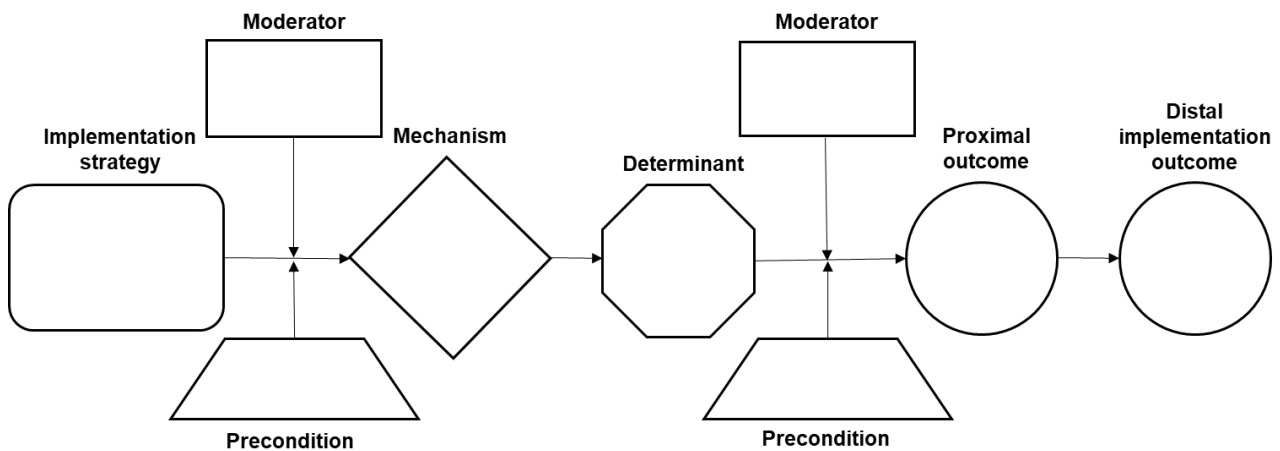 Moderator
Moderator
Implementation
strategy
Mechanism
Determinant
Proximal
outcome
Distal
implementation
outcome
Precondition
Precondition